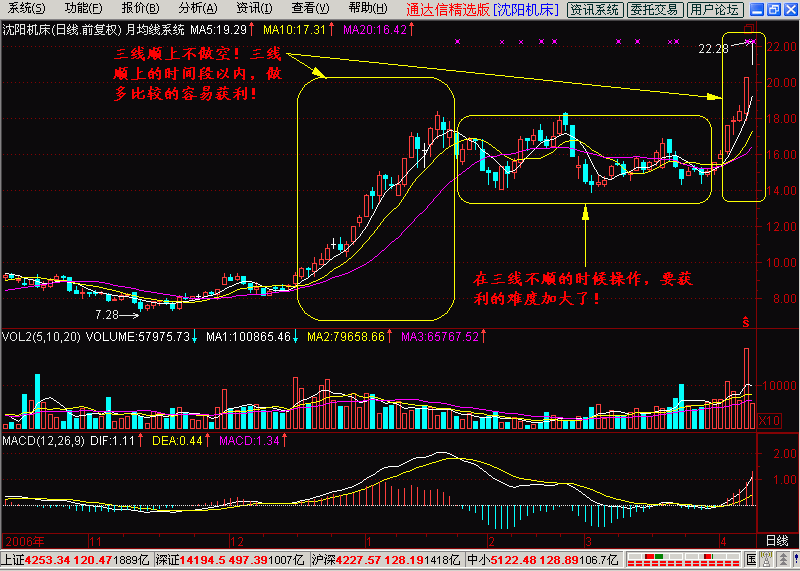 系统(S) 功能(F) 报价(B) 分析(A) 资讯(I) 查看(V) 帮助(H) 通达信精选版 [沈阳机床] 资讯系统 委托交易 用户论坛
沈阳机床(日线.前复权) 月均线系统 MA5:19.29↑ MA10:17.31↑ MA20:16.42↑
22.28
22.00
三线顺上不做空！三线
顺上的时间段以内，做
多比较的容易获利！
20.00
18.00
16.00
14.00
12.00
在三线不顺的时候操作，要获
利的难度加大了！
10.00
8.00
7.28
S
VOL2(5,10,20) VOLUME:57975.73↓ MA1:100865.46↓ MA2:79658.66↑ MA3:65767.52↑
10000
X10
MACD(12,26,9) DIF:1.11↑ DEA:0.44↑ MACD:1.34↑
2.00
1.00
2006年 11 12 1 2 3 4 日线
上证4253.34 120.47 1889亿 深证14194.5 497.39 1007亿 沪深4227.57 128.19 1418亿 中小5122.48 128.89 106.7亿 国